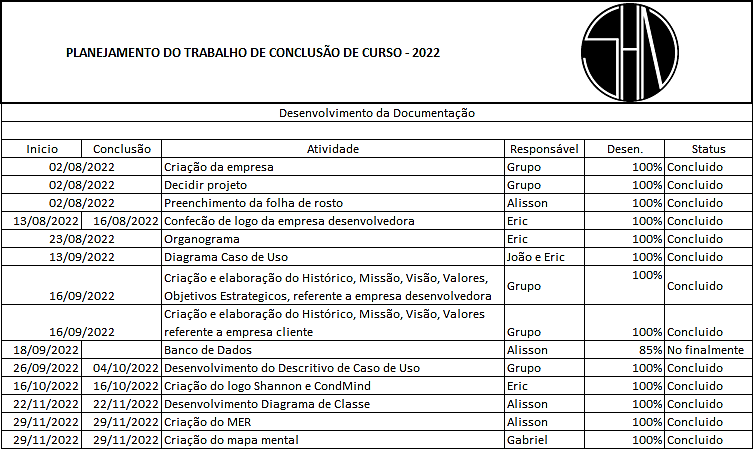 PLANEJAMENTO DO TRABALHO DE CONCLUSÃO DE CURSO - 2022
Desenvolvimento da Documentação
Inicio Conclusão Atividade Responsável Desen. Status
02/08/2022 Criação da empresa Grupo 100% Concluido
02/08/2022 Decidir projeto Grupo 100% Concluido
02/08/2022 Preenchimento da folha de rosto Alisson 100% Concluido
13/08/2022 16/08/2022 Confecão de logo da empresa desenvolvedora Eric 100% Concluido
23/08/2022 Organograma Eric 100% Concluido
13/09/2022 Diagrama Caso de Uso João e Eric 100% Concluido
16/09/2022 Criação e elaboração do Histórico, Missão, Visão, Valores,
Objetivos Estrategicos, referente a empresa desenvolvedora Grupo 100% Concluido
16/09/2022 Criação e elaboração do Histórico, Missão, Visão, Valores
referente a empresa cliente Grupo 100% Concluido
18/09/2022 Banco de Dados Alisson 85% No finalmente
26/09/2022 04/10/2022 Desenvolvimento do Descritivo de Caso de Uso Grupo 100% Concluido
16/10/2022 16/10/2022 Criação do logo Shannon e CondMind Eric 100% Concluido
22/11/2022 22/11/2022 Desenvolvimento Diagrama de Classe Alisson 100% Concluido
29/11/2022 29/11/2022 Criação do MER Alisson 100% Concluido
29/11/2022 29/11/2022 Criação do mapa mental Gabriel 100% Concluido